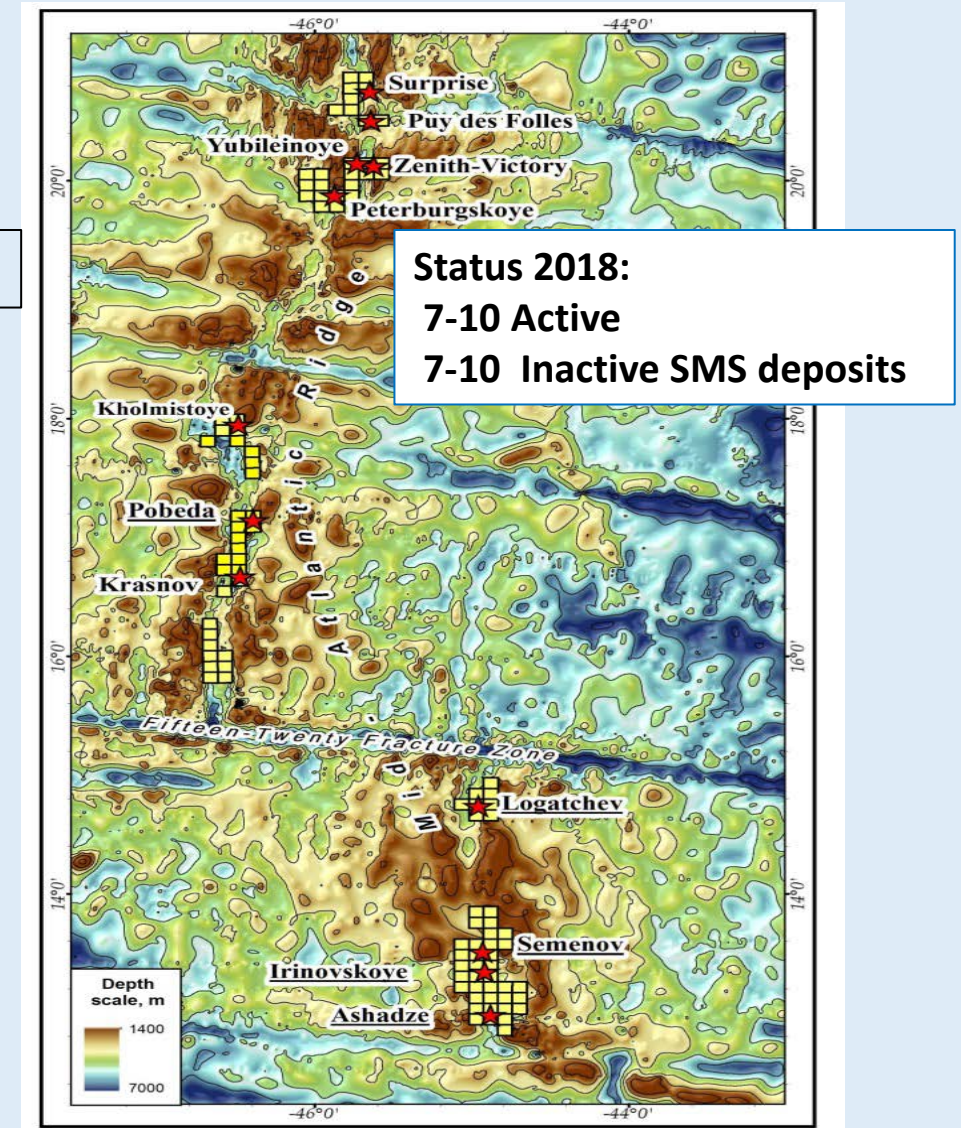 -46°0'
-44°0'
Surprise
Puy des Folles
Yubileinoye
Zenith-Victory
20°0'
20°0'
Peterburgskoye
Status 2018:
7-10 Active
7-10 Inactive SMS deposits
Mid-Atlantic Ridge
Kholmistoye
18°0'
18°0'
Pobeda
Krasnov
16°0'
16°0'
Fifteen-Twenty Fracture Zone
Logatchev
14°0'
14°0'
Semenov
Irinovskoye
Ashadze
Depth
scale, m
1400
7000
-46°0'
-44°0'